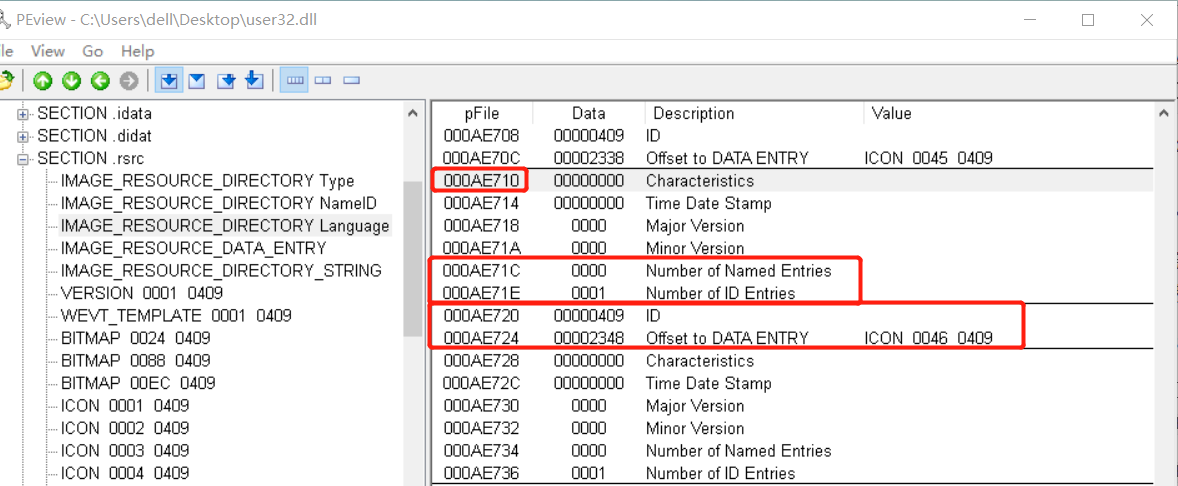 PEview - C:\Users\dell\Desktop\user32.dll
le View Go Help
SECTION .idata
SECTION .didat
SECTION .rsrc
IMAGE_RESOURCE_DIRECTORY Type
IMAGE_RESOURCE_DIRECTORY NameID
IMAGE_RESOURCE_DIRECTORY Language
IMAGE_RESOURCE_DATA_ENTRY
IMAGE_RESOURCE_DIRECTORY_STRING
VERSION 0001 0409
WEVT_TEMPLATE 0001 0409
BITMAP 0024 0409
BITMAP 0088 0409
BITMAP 00EC 0409
ICON 0001 0409
ICON 0002 0409
ICON 0003 0409
ICON 0004 0409
pFile Data Description Value
000AE708 00000409 ID
000AE70C 00002338 Offset to DATA ENTRY ICON 0045 0409
000AE710 00000000 Characteristics
000AE714 00000000 Time Date Stamp
000AE718 0000 Major Version
000AE71A 0000 Minor Version
000AE71C 0000 Number of Named Entries
000AE71E 0001 Number of ID Entries
000AE720 00000409 ID
000AE724 00002348 Offset to DATA ENTRY ICON 0046 0409
000AE728 00000000 Characteristics
000AE72C 00000000 Time Date Stamp
000AE730 0000 Major Version
000AE732 0000 Minor Version
000AE734 0000 Number of Named Entries
000AE736 0001 Number of ID Entries